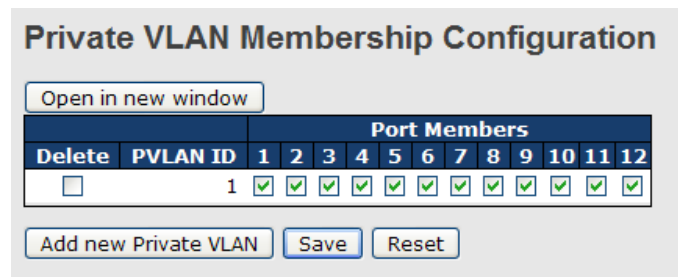 Private VLAN Membership Configuration
Open in new window
Port Members
Delete PVLAN ID 1 2 3 4 5 6 7 8 9 10 11 12
1
Add new Private VLAN Save Reset